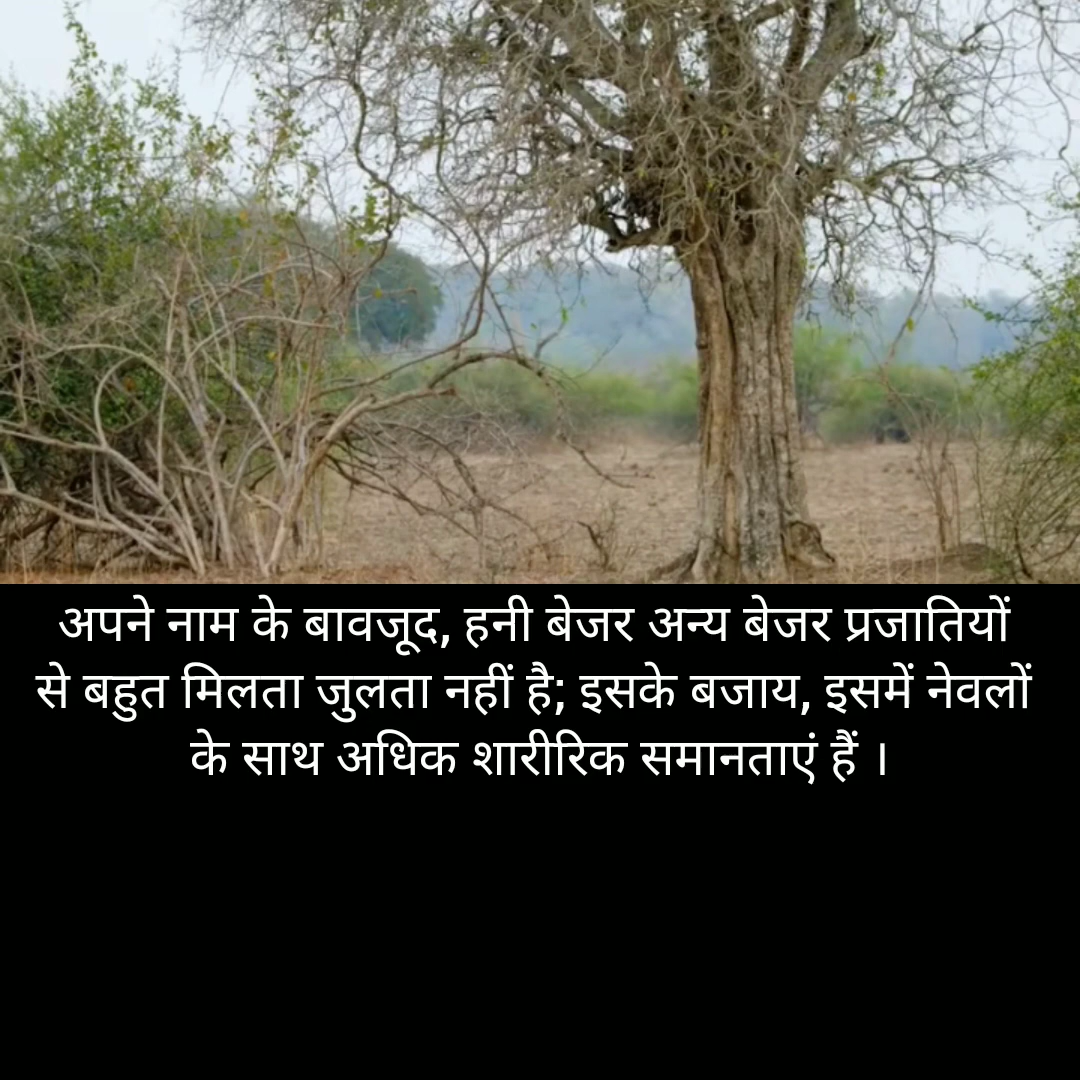 अपने नाम के बावजूद, हनी बेजर अन्य बेजर प्रजातियों
से बहुत मिलता जुलता नहीं है; इसके बजाय, इसमें नेवलों
के साथ अधिक शारीरिक समानताएं हैं ।